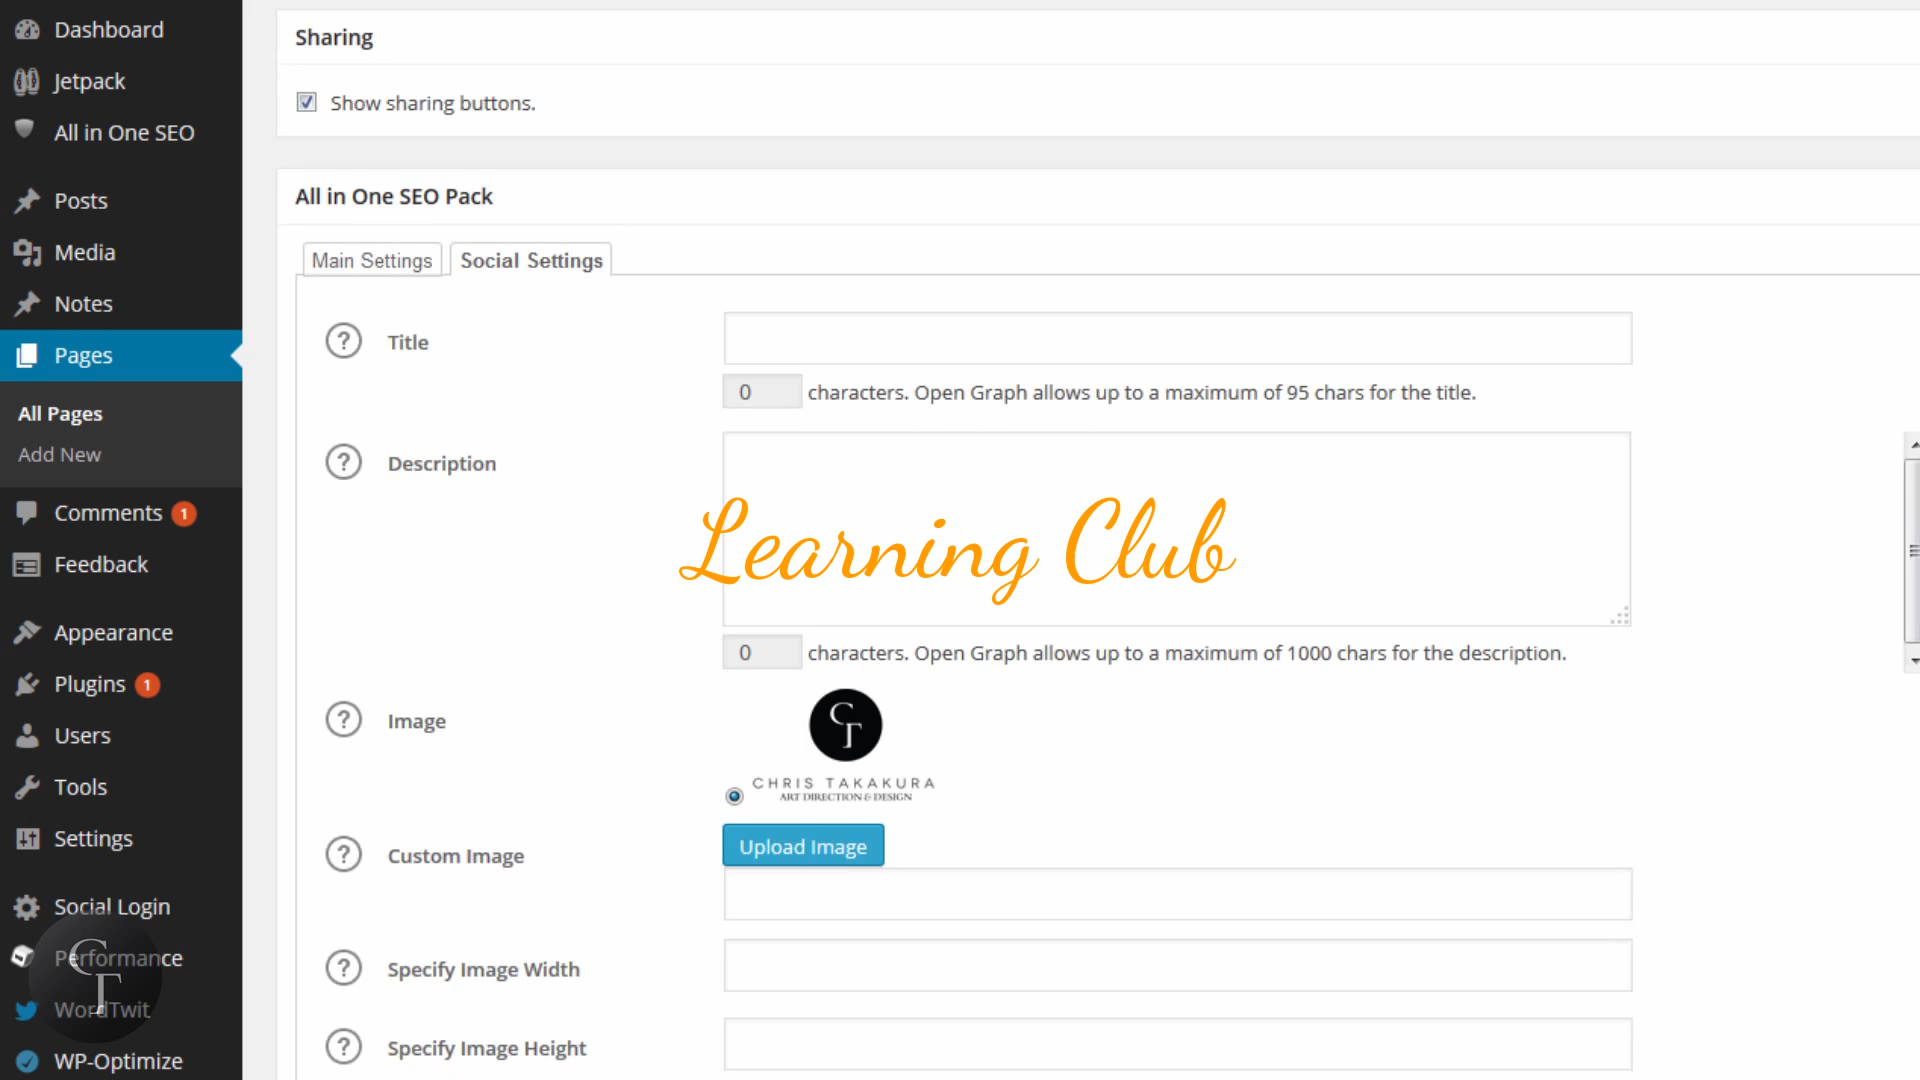 Dashboard
Jetpack
All in One SEO
Posts
Media
Notes
Pages
All Pages
Add New
Comments 1
Feedback
Appearance
Plugins 1
Users
Tools
Settings
Social Login
Performance
WordTwit
WP-Optimize
CT
Sharing
Show sharing buttons.
All in One SEO Pack
Main Settings Social Settings
? Title
0 characters. Open Graph allows up to a maximum of 95 chars for the title.
? Description
Learning Club
0 characters. Open Graph allows up to a maximum of 1000 chars for the description.
? Image
CT
CHRIS TAKAKURA
ART DIRECTION & DESIGN
? Custom Image
Upload Image
? Specify Image Width
? Specify Image Height